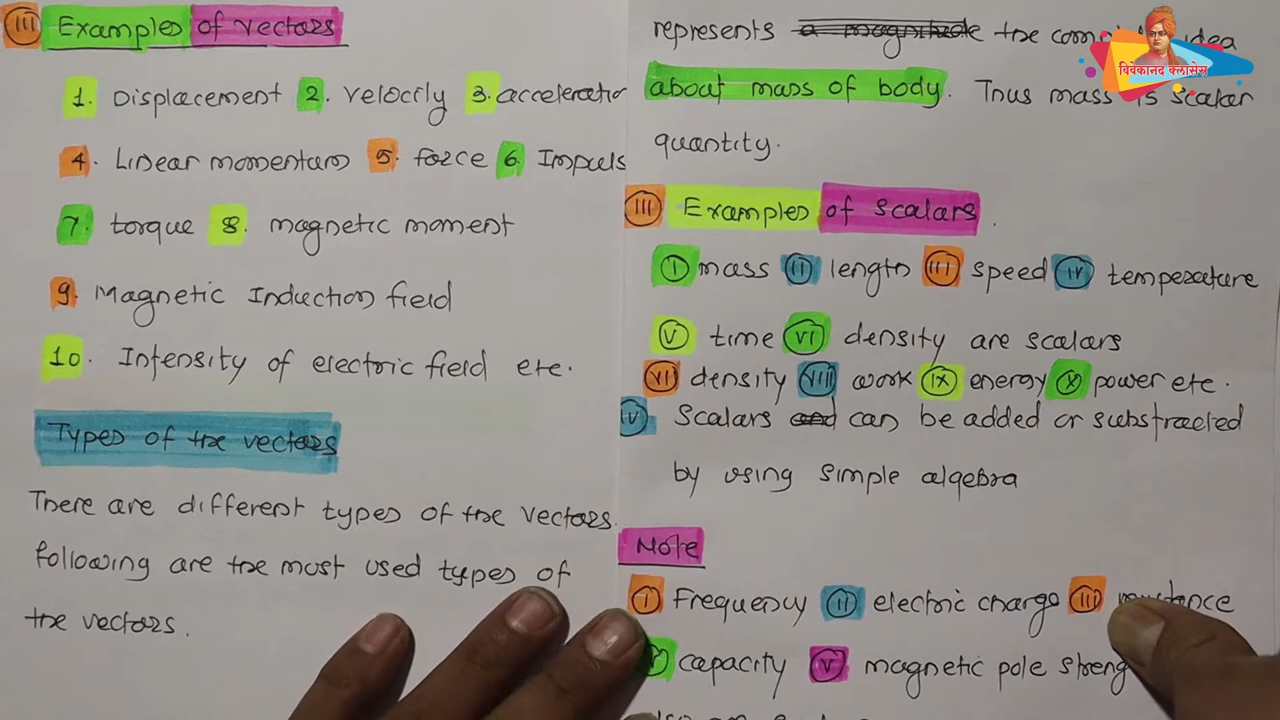 III Examples of vectors
1. Displacement 2. velocity 3. acceleration
4. Linear momentum 5. force 6. Impuls
7. torque 8. magnetic moment
9. Magnetic Induction field
10. Intensity of electric field etc.
Types of the vectors
There are different types of the vectors.
following are the most used types of
the vectors.
represents the idea
about mass of body. Thus mass is scalar
quantity.
III Examples of scalars.
I mass II length III speed IV temperature
V time VI density are scalars
VI density VIII work IX energy X power etc.
IV Scalars can be added or substracted
by using simple algebra
Note
I Frequency II electric charge III
capacity V magnetic pole streng
विवेकानंद क्लासेस